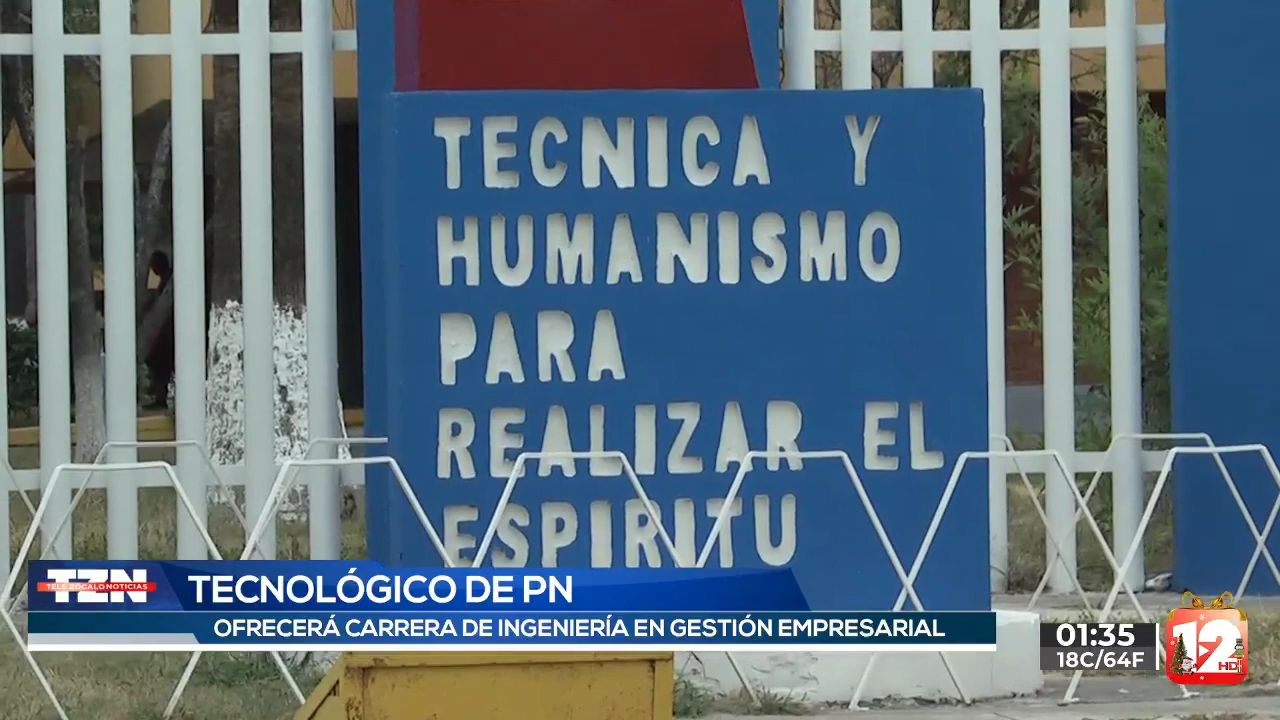 TECNICA Y
HUMANISMO
PARA
REALIZAR EL
ESPIRITU
TZN
TELE ZOCALO NOTICIAS
TECNOLÓGICO DE PN
OFRECERÁ CARRERA DE INGENIERÍA EN GESTIÓN EMPRESARIAL
01:35
18C/64F
12
HD